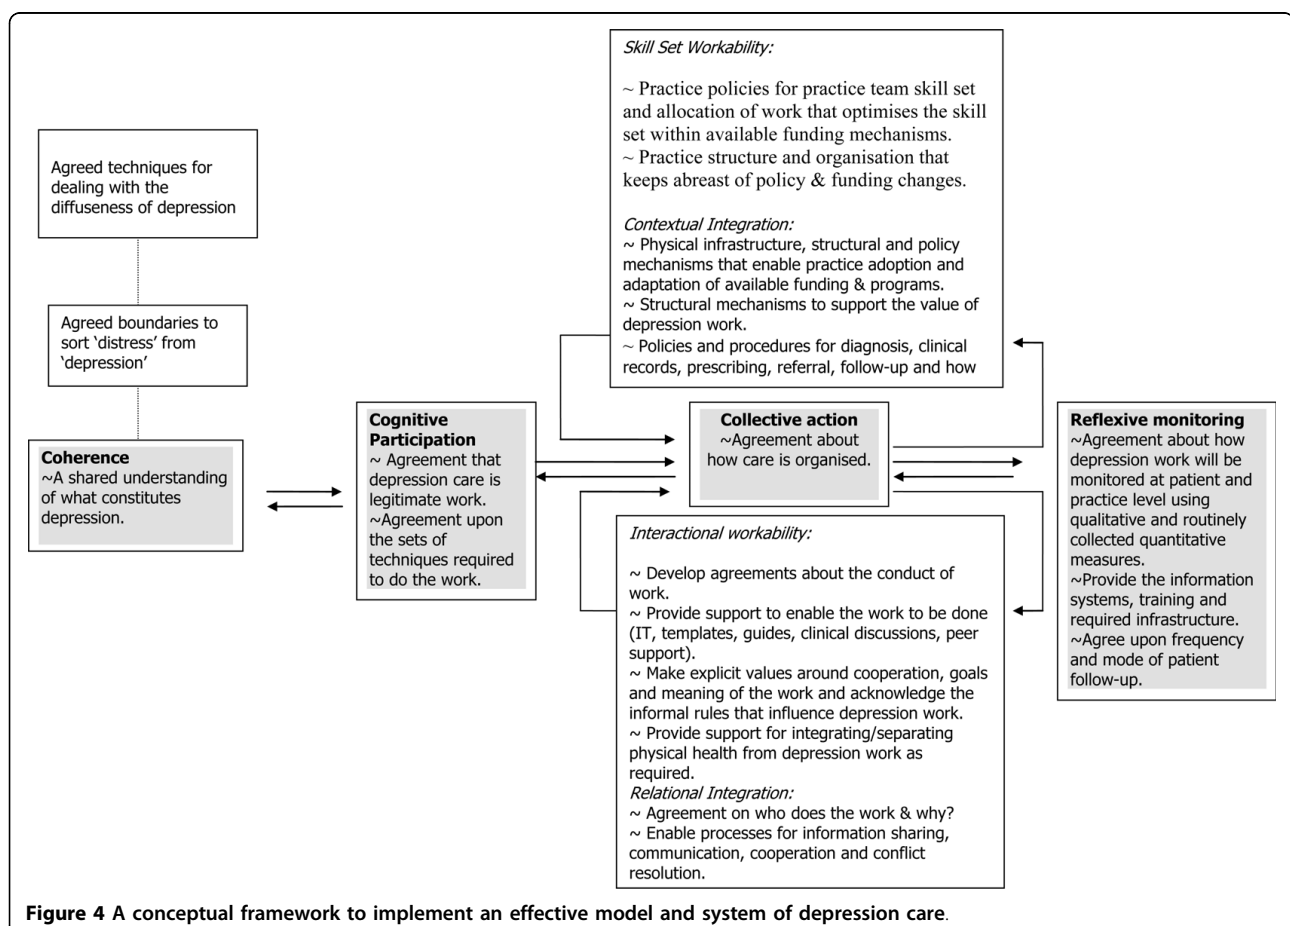 Agreed techniques for
dealing with the
diffuseness of depression
Agreed boundaries to
sort ‘distress’ from
‘depression’
Coherence
~A shared understanding
of what constitutes
depression.
Cognitive
Participation
~ Agreement that
depression care is
legitimate work.
~Agreement upon
the sets of
techniques required
to do the work.
Skill Set Workability:
~ Practice policies for practice team skill set
and allocation of work that optimises the skill
set within available funding mechanisms.
~ Practice structure and organisation that
keeps abreast of policy & funding changes.
Contextual Integration:
~ Physical infrastructure, structural and policy
mechanisms that enable practice adoption and
adaptation of available funding & programs.
~ Structural mechanisms to support the value of
depression work.
~ Policies and procedures for diagnosis, clinical
records, prescribing, referral, follow-up and how
Collective action
~Agreement about
how care is organised.
Interactional workability:
~ Develop agreements about the conduct of
work.
~ Provide support to enable the work to be done
(IT, templates, guides, clinical discussions, peer
support).
~ Make explicit values around cooperation, goals
and meaning of the work and acknowledge the
informal rules that influence depression work.
~ Provide support for integrating/separating
physical health from depression work as
required.
Relational Integration:
~ Agreement on who does the work & why?
~ Enable processes for information sharing,
communication, cooperation and conflict
resolution.
Reflexive monitoring
~Agreement about how
depression work will be
monitored at patient and
practice level using
qualitative and routinely
collected quantitative
measures.
~Provide the information
systems, training and
required infrastructure.
~Agree upon frequency
and mode of patient
follow-up.
Figure 4 A conceptual framework to implement an effective model and system of depression care.